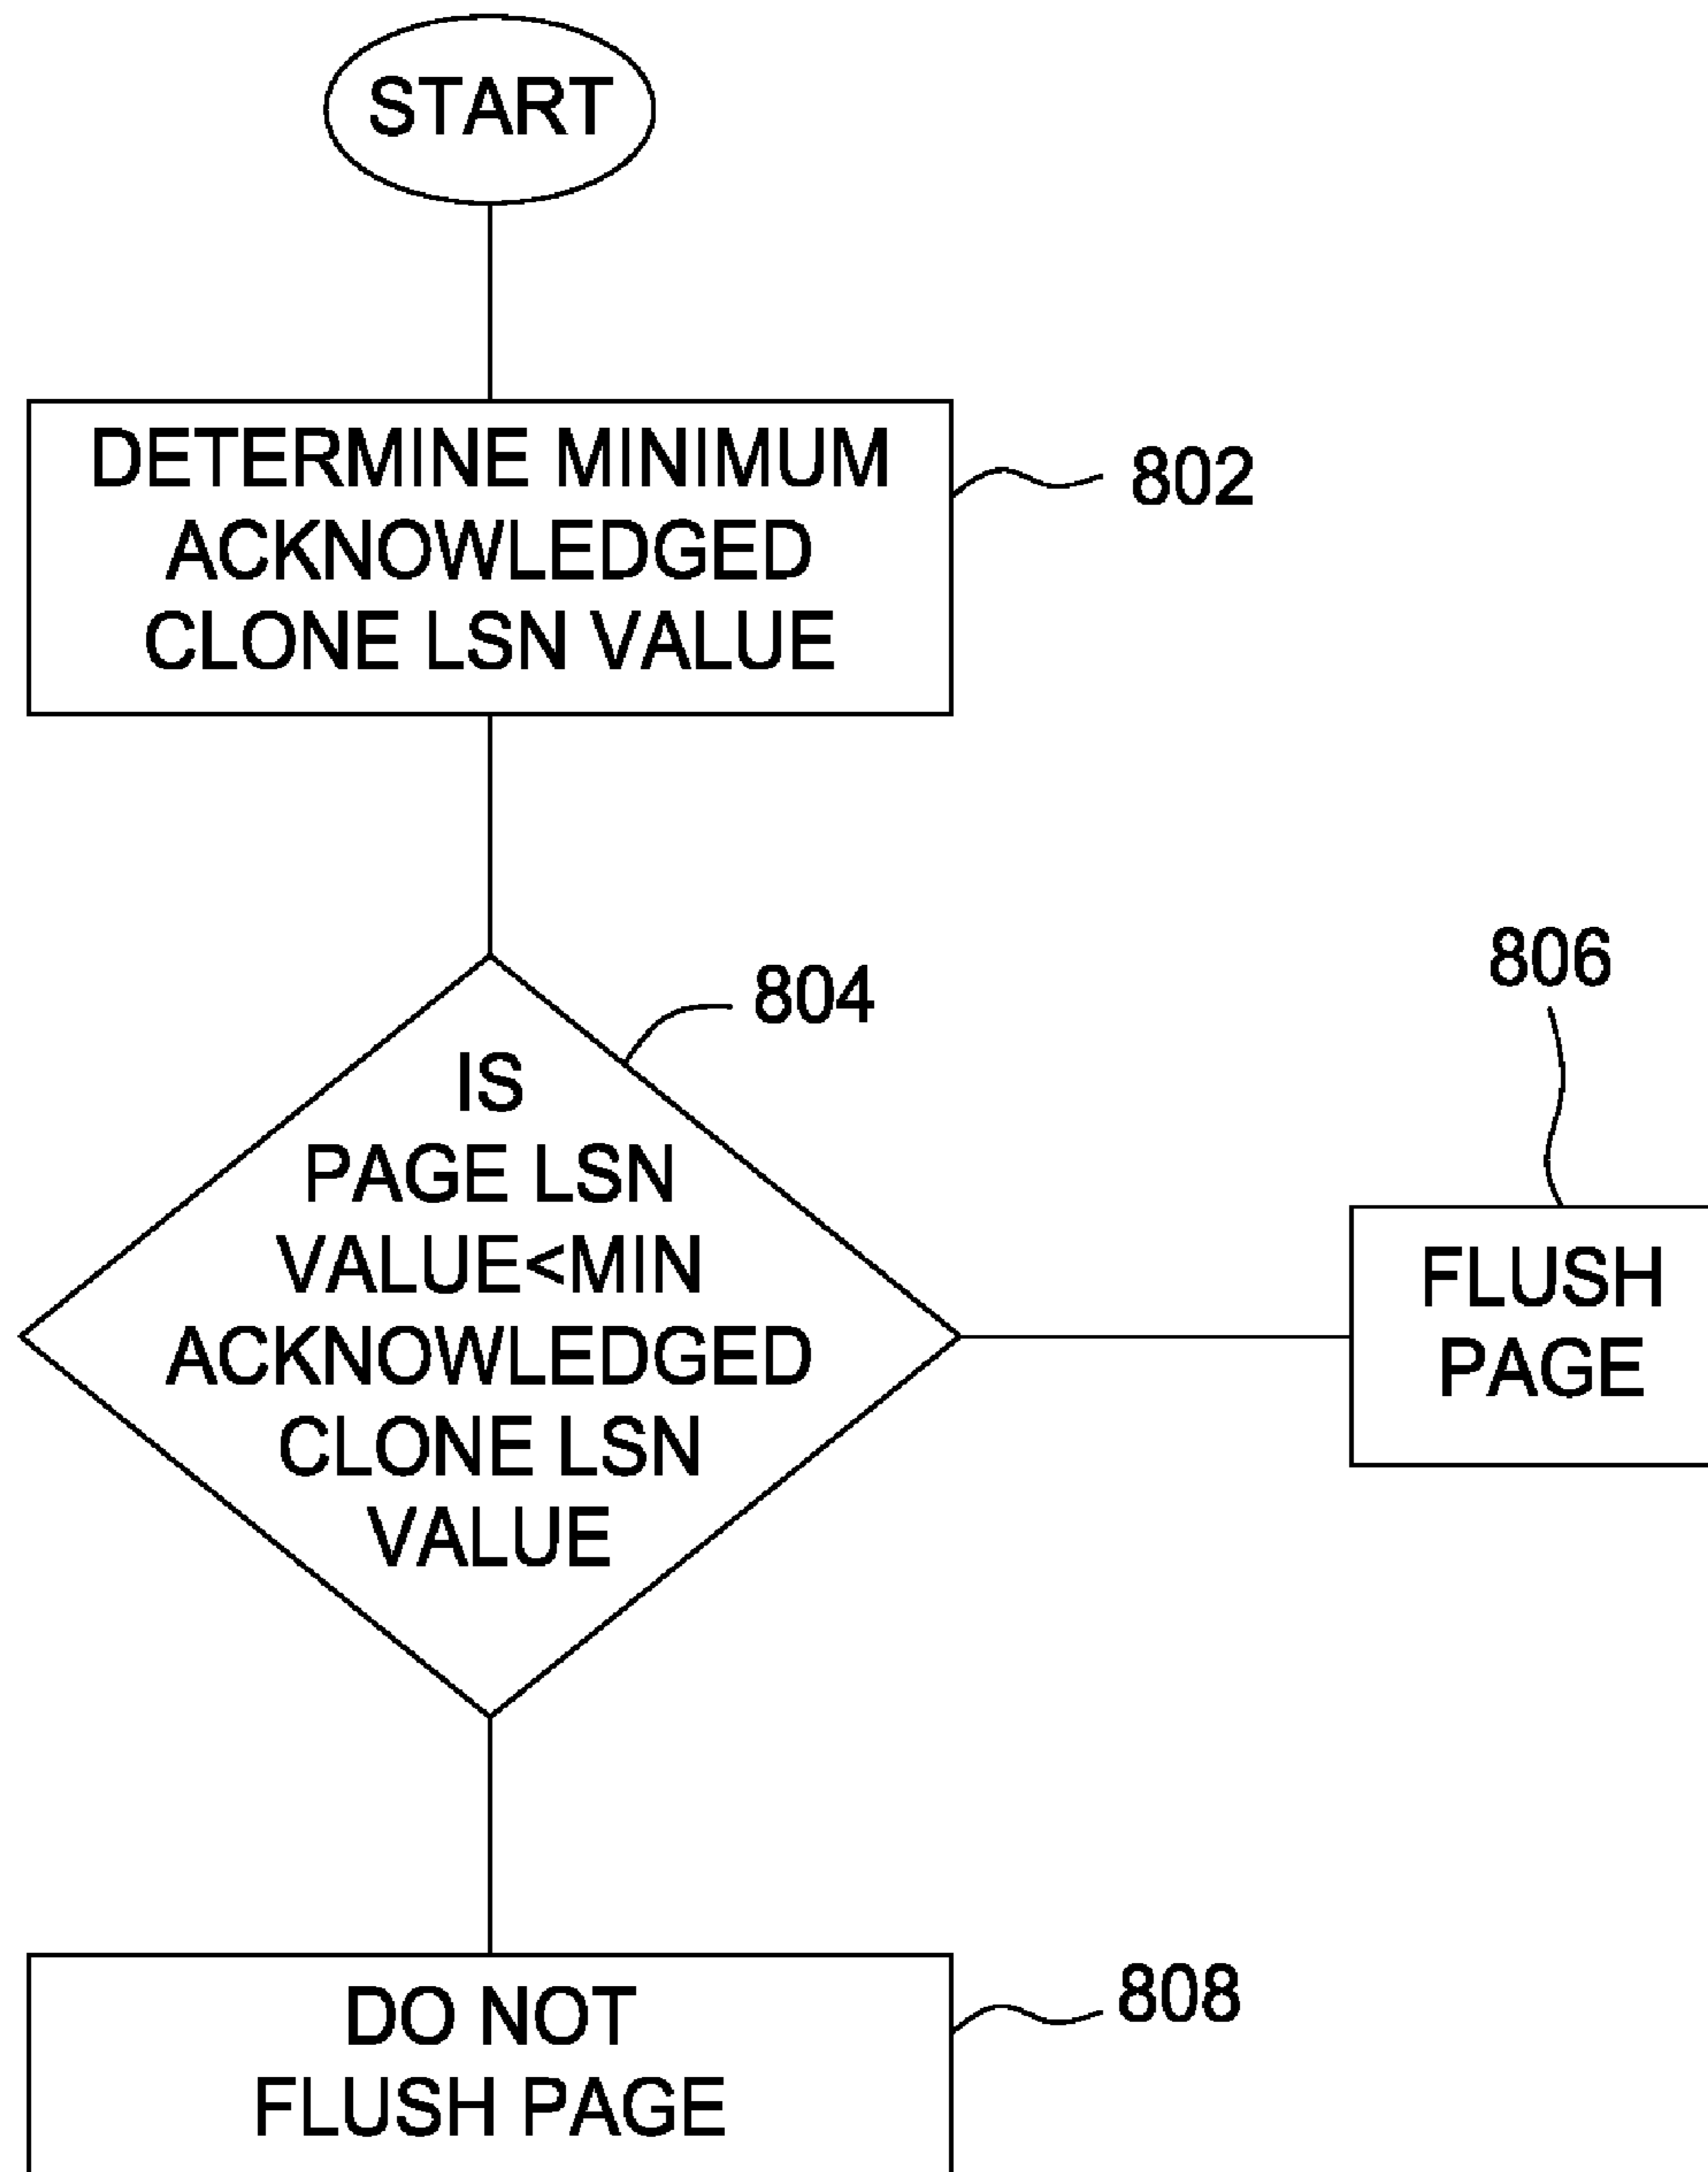 START
DETERMINE MINIMUM
ACKNOWLEDGED
CLONE LSN VALUE
802
804
IS
PAGE LSN
VALUE<MIN
ACKNOWLEDGED
CLONE LSN
VALUE
806
FLUSH
PAGE
DO NOT
FLUSH PAGE
808